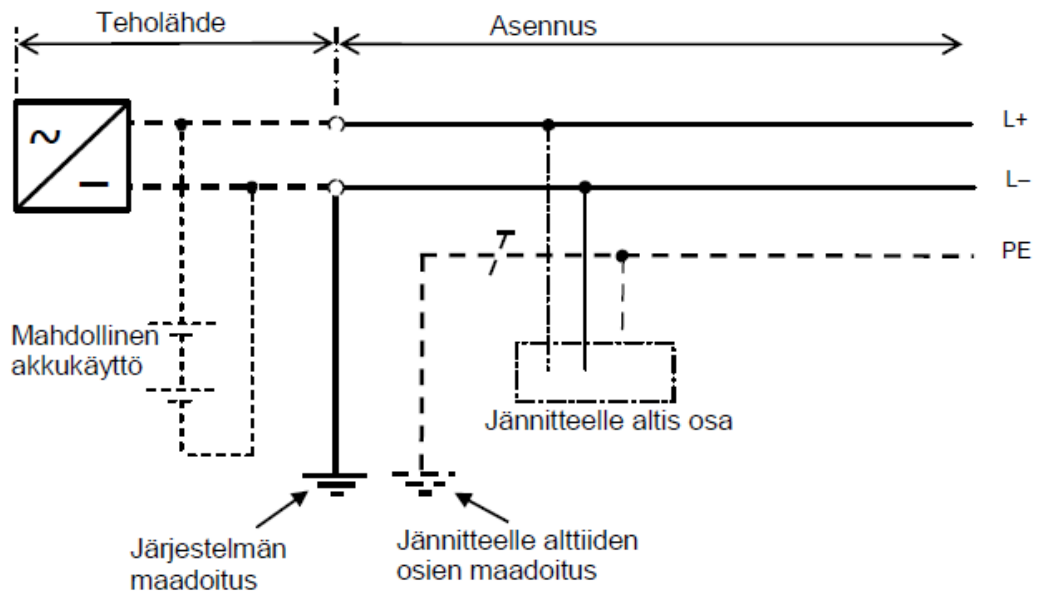 Teholähde
Asennus
~
–
L+
L–
PE
Mahdollinen
akkukäyttö
Jännitteelle altis osa
Järjestelmän
maadoitus
Jännitteelle alttiiden
osien maadoitus